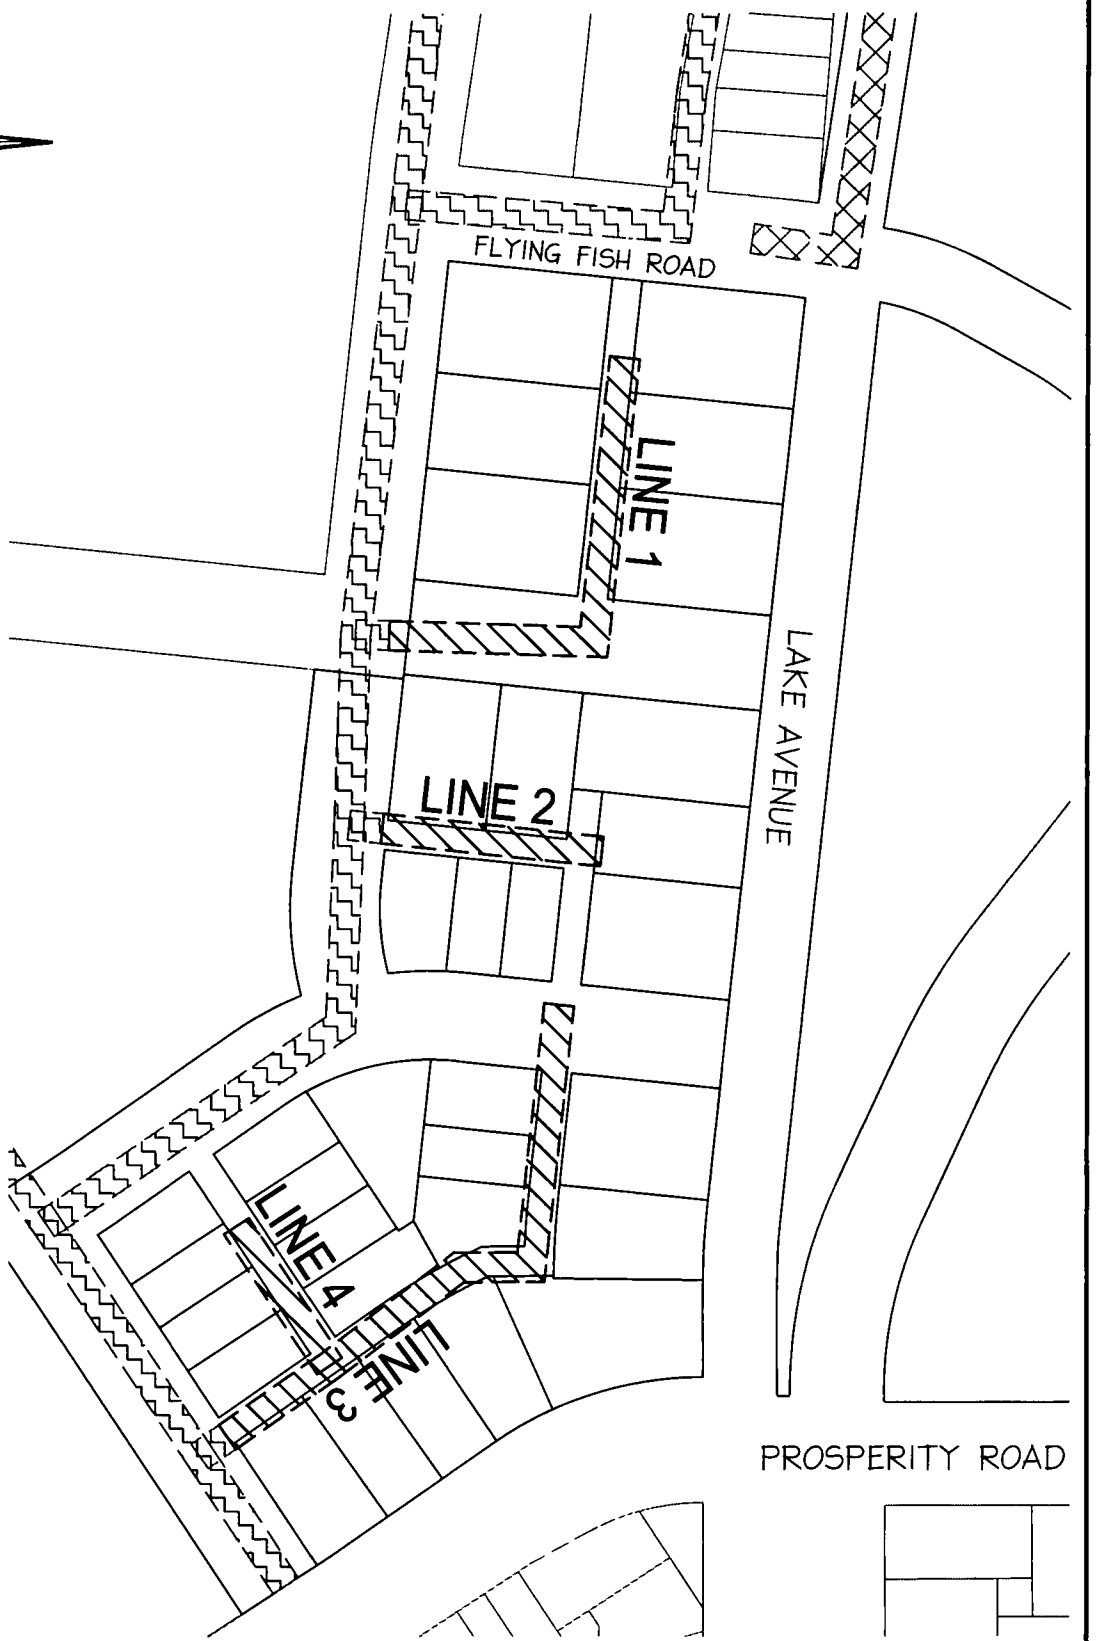 FLYING FISH ROAD
LINE 1
LAKE AVENUE
LINE 2
LINE 4
LINE 3
PROSPERITY ROAD